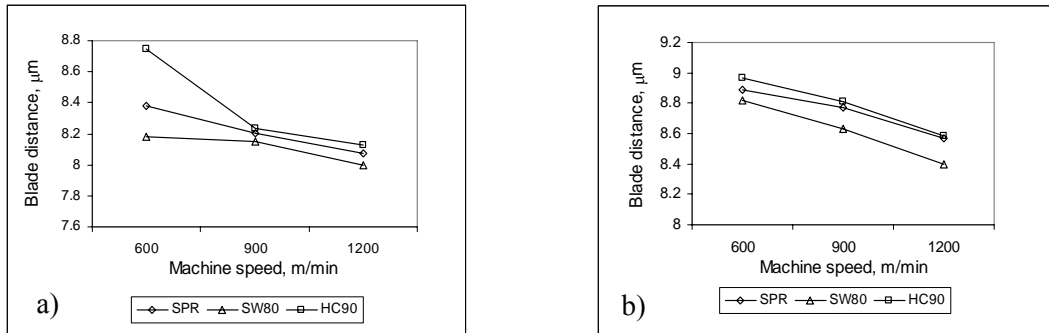 8.8
8.6
8.4
8.2
8
7.8
7.6
Blade distance, μm
600 900 1200
Machine speed, m/min
a)
SPR SW80 HC90
9.2
9
8.8
8.6
8.4
8.2
8
Blade distance, μm
600 900 1200
Machine speed, m/min
b)
SPR SW80 HC90